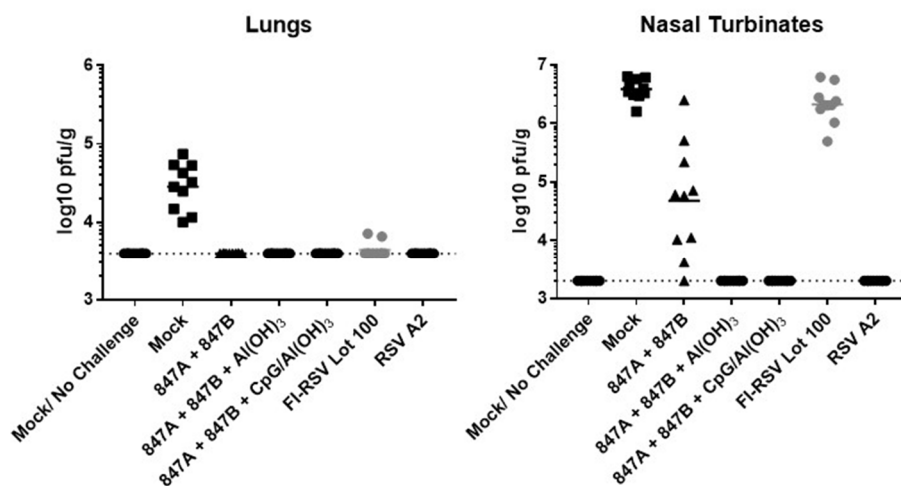 Lungs
log10 pfu/g
6
5
4
3
Mock/ No Challenge
Mock
847A + 847B
847A + 847B + Al(OH)3
847A + 847B + CpG/Al(OH)3
FI-RSV Lot 100
RSV A2
Nasal Turbinates
log10 pfu/g
7
6
5
4
3
Mock/ No Challenge
Mock
847A + 847B
847A + 847B + Al(OH)3
847A + 847B + CpG/Al(OH)3
FI-RSV Lot 100
RSV A2